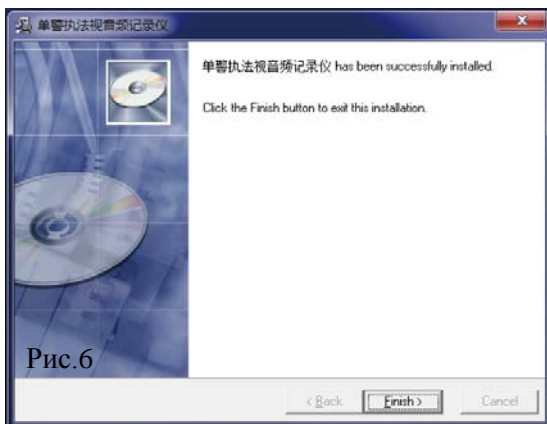 单警执法视音频记录仪
单警执法视音频记录仪 has been successfully installed.
Click the Finish button to exit this installation.
Рис.6
< Back
Finish >
Cancel